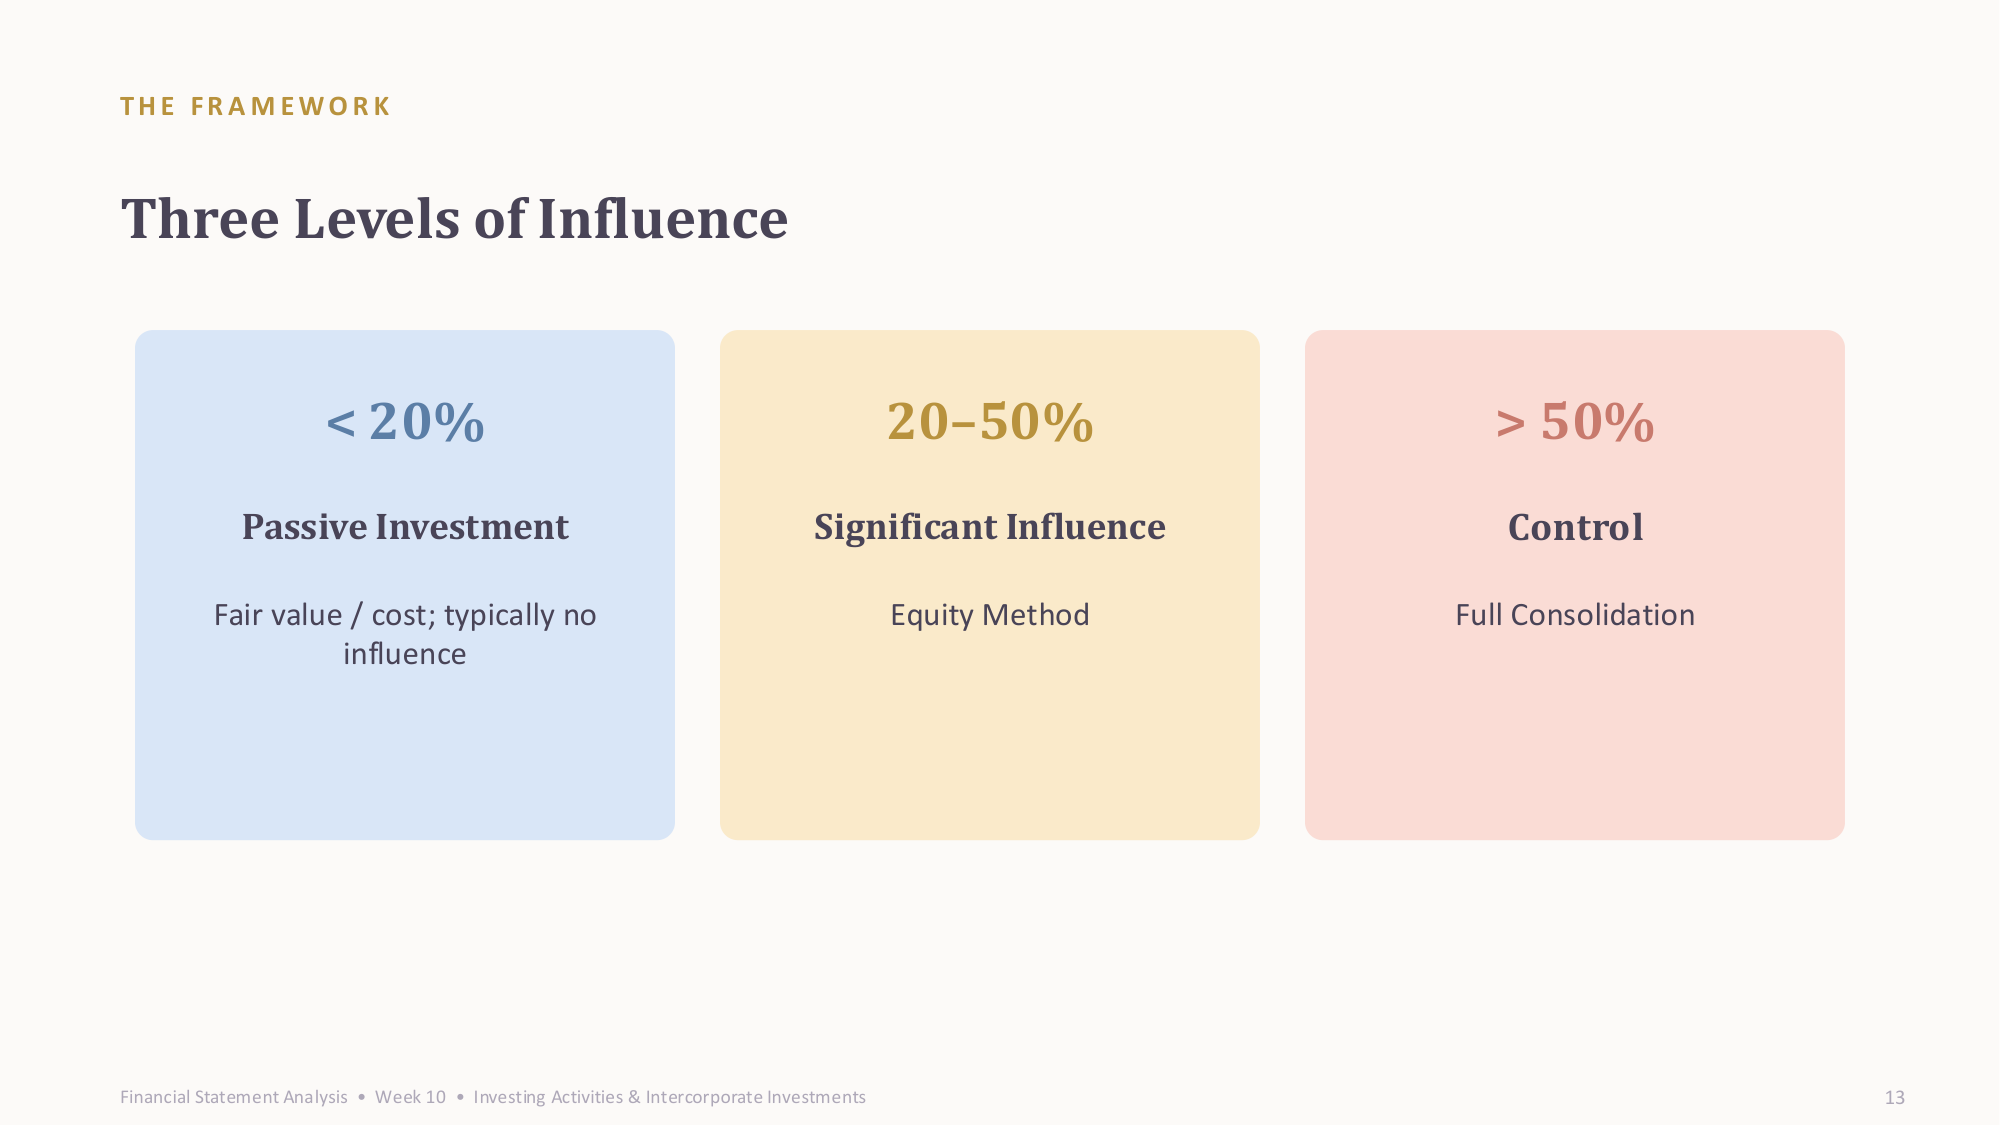 THE FRAMEWORK
Three Levels of Influence
< 20%
Passive Investment
Fair value / cost; typically no
influence
20–50%
Significant Influence
Equity Method
> 50%
Control
Full Consolidation
Financial Statement Analysis • Week 10 • Investing Activities & Intercorporate Investments
13